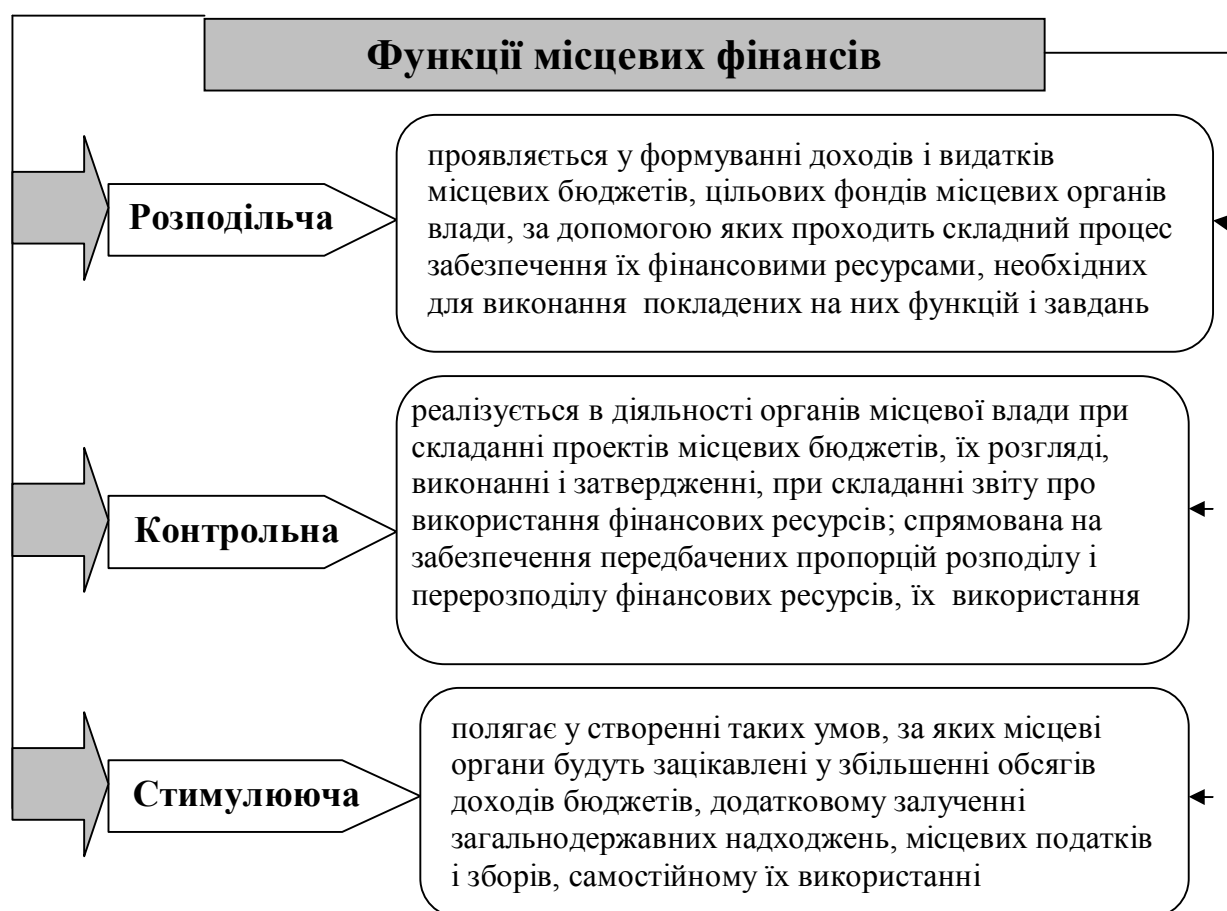 Функції місцевих фінансів
Розподільча
проявляється у формуванні доходів і видатків
місцевих бюджетів, цільових фондів місцевих органів
влади, за допомогою яких проходить складний процес
забезпечення їх фінансовими ресурсами, необхідних
для виконання покладених на них функцій і завдань
Контрольна
реалізується в діяльності органів місцевої влади при
складанні проектів місцевих бюджетів, їх розгляді,
виконанні і затвердженні, при складанні звіту про
використання фінансових ресурсів; спрямована на
забезпечення передбачених пропорцій розподілу і
перерозподілу фінансових ресурсів, їх використання
Стимулююча
полягає у створенні таких умов, за яких місцеві
органи будуть зацікавлені у збільшенні обсягів
доходів бюджетів, додатковому залученні
загальнодержавних надходжень, місцевих податків
і зборів, самостійному їх використанні